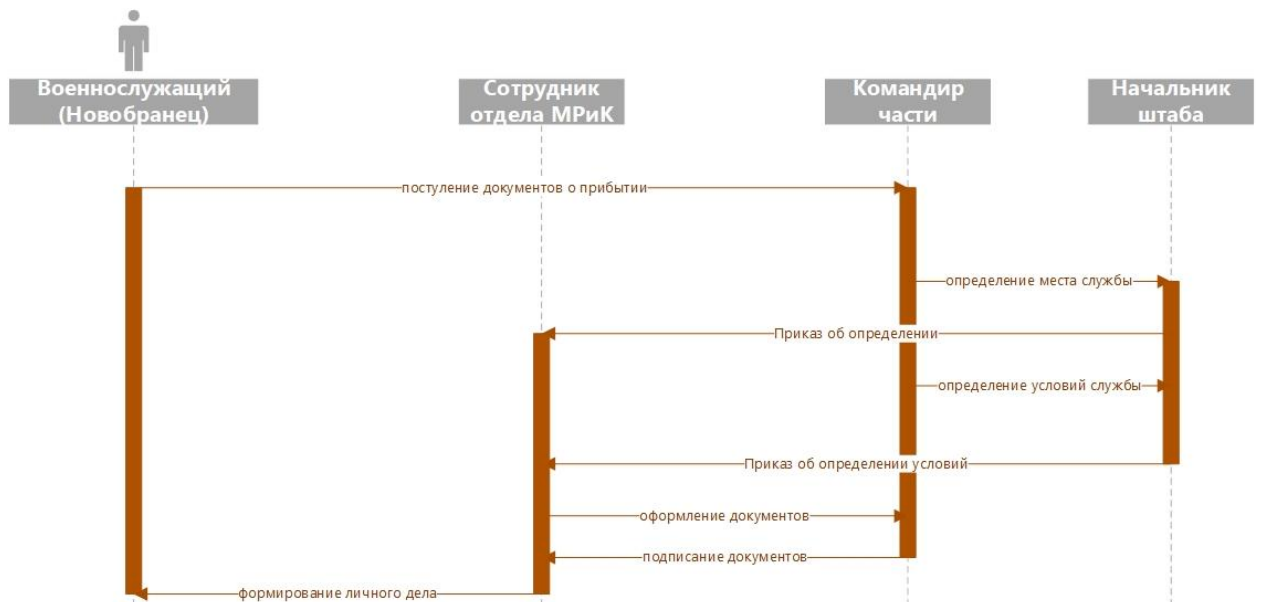 Военнослужащий
(Новобранец)
Сотрудник
отдела МРиК
Командир
части
Начальник
штаба
поступление документов о прибытии
определение места службы
Приказ об определении
определение условий службы
Приказ об определении условий
оформление документов
подписание документов
формирование личного дела